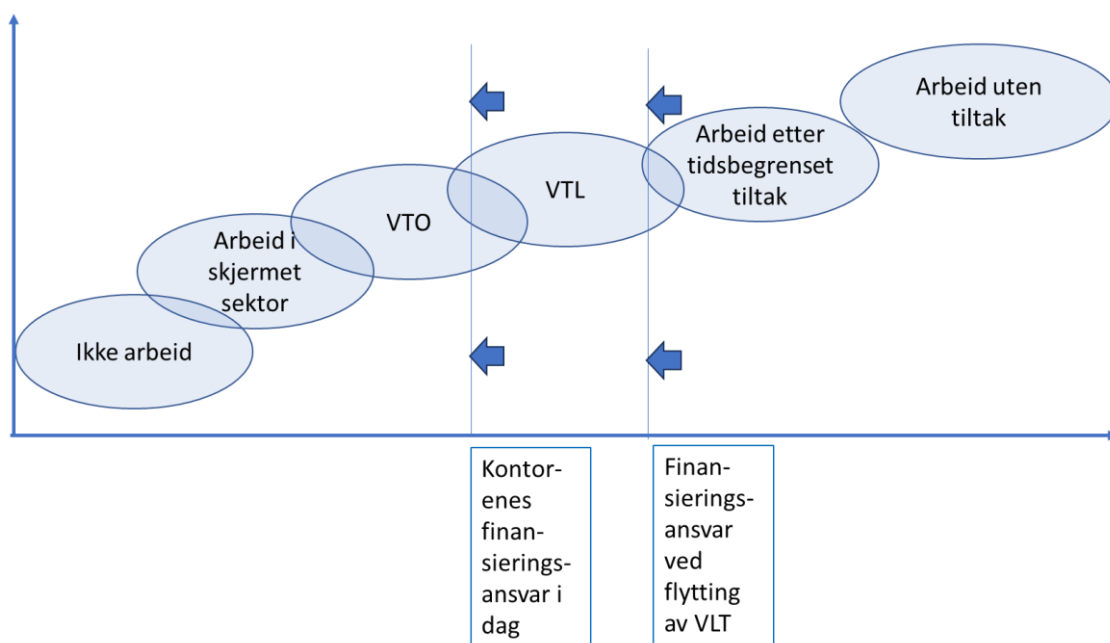 Ikke arbeid
Arbeid i
skjermet
sektor
VTO
VTL
Arbeid etter
tidsbegrenset
tiltak
Arbeid uten
tiltak
Kontor-
enes
finan-
sierings-
ansvar i
dag
Finan-
sierings-
ansvar
ved
flytting
av VLT